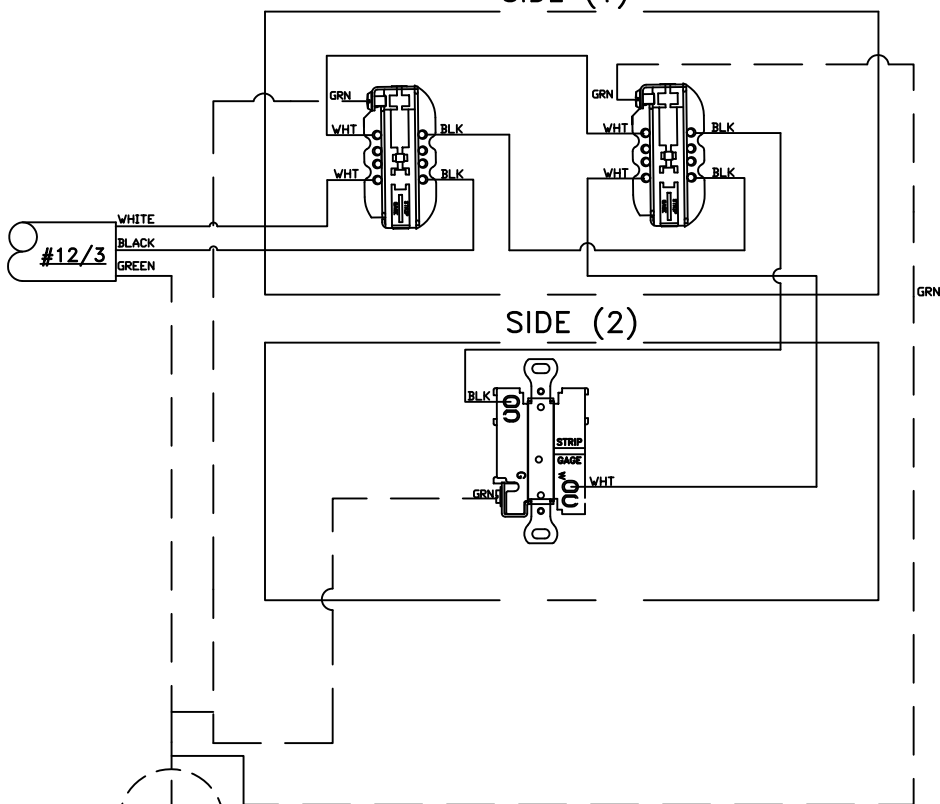 SIDE (1)
GRN
GRN
WHT
BLK
WHT
BLK
WHT
BLK
WHT
BLK
WHITE
#12/3
BLACK
GREEN
GRN
SIDE (2)
BLK
STRIP
GAGE
G
W
WHT
GRN